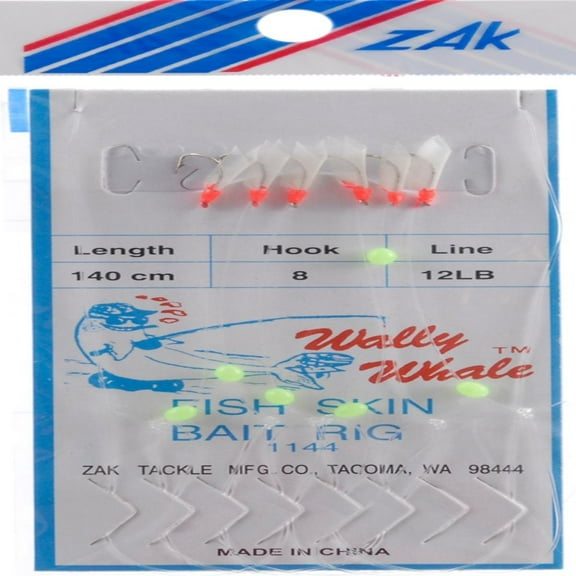 ZAK
Length Hook Line
140 cm 8 12LB
Wally
Whale TM
FISH SKIN
BAIT RIG
1144
ZAK TACKLE MFG. CO., TACOMA, WA 98444
MADE IN CHINA